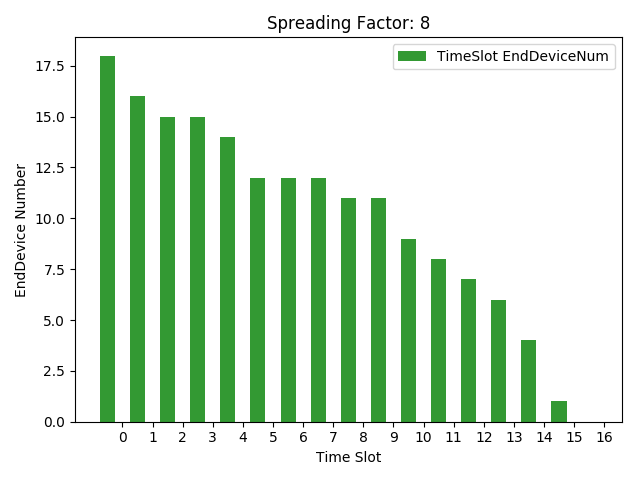 Spreading Factor: 8
TimeSlot EndDeviceNum
17.5
15.0
12.5
10.0
7.5
5.0
2.5
0.0
EndDevice Number
0 1 2 3 4 5 6 7 8 9 10 11 12 13 14 15 16
Time Slot